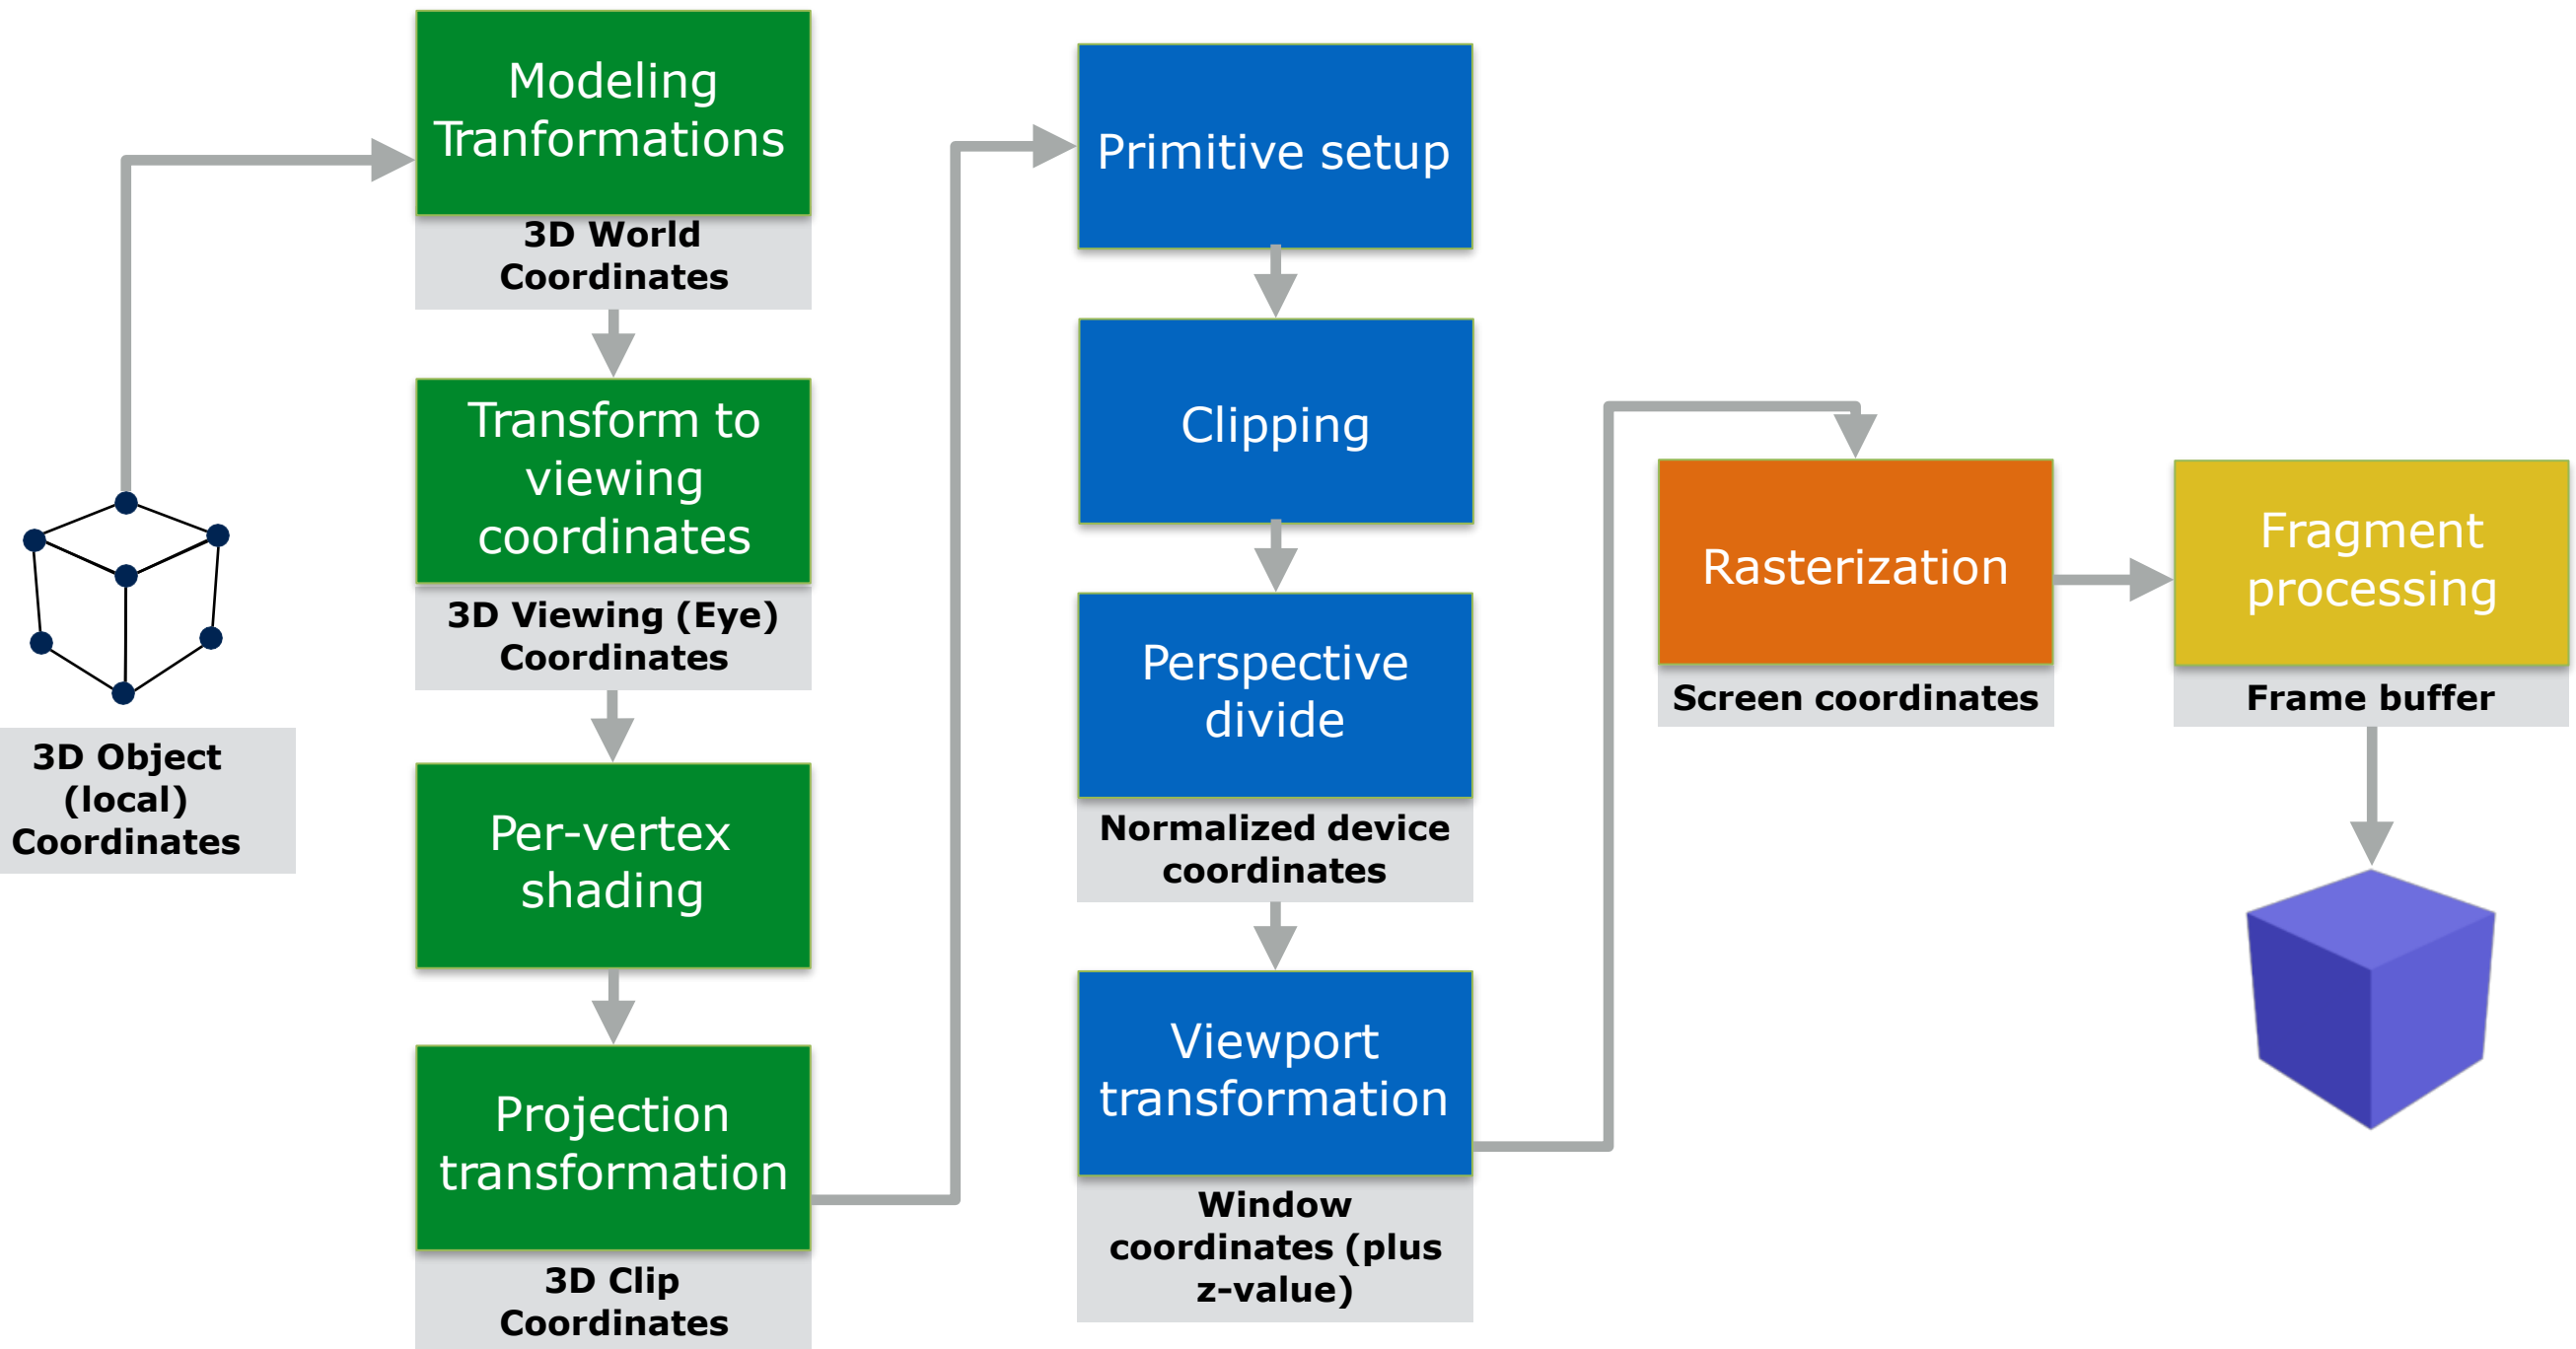 3D Object
(local)
Coordinates
Modeling
Tranformations
3D World
Coordinates
Transform to
viewing
coordinates
3D Viewing (Eye)
Coordinates
Per-vertex
shading
Projection
transformation
3D Clip
Coordinates
Primitive setup
Clipping
Perspective
divide
Normalized device
coordinates
Viewport
transformation
Window
coordinates (plus
z-value)
Rasterization
Screen coordinates
Fragment
processing
Frame buffer